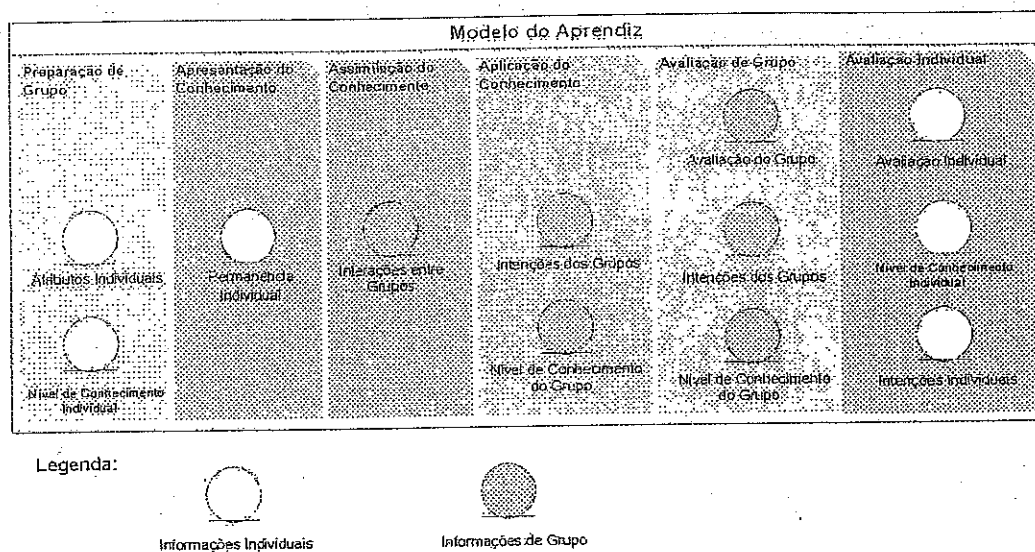 Modelo do Aprendiz
Preparação de
Grupo
Atributos Individuais
Nível de Conhecimento
Individual
Apresentação do
Conhecimento
Permanência
Individual
Assimilação do
Conhecimento
Interações entre
Grupos
Aplicação do
Conhecimento
Intenções dos Grupos
Nível de Conhecimento
do Grupo
Avaliação de Grupo
Avaliação do Grupo
Intenções dos Grupos
Nível de Conhecimento
do Grupo
Avaliação Individual
Avaliação Individual
Nível de Conhecimento
Individual
Intenções Individuais
Legenda:
Informações Individuais
Informações de Grupo